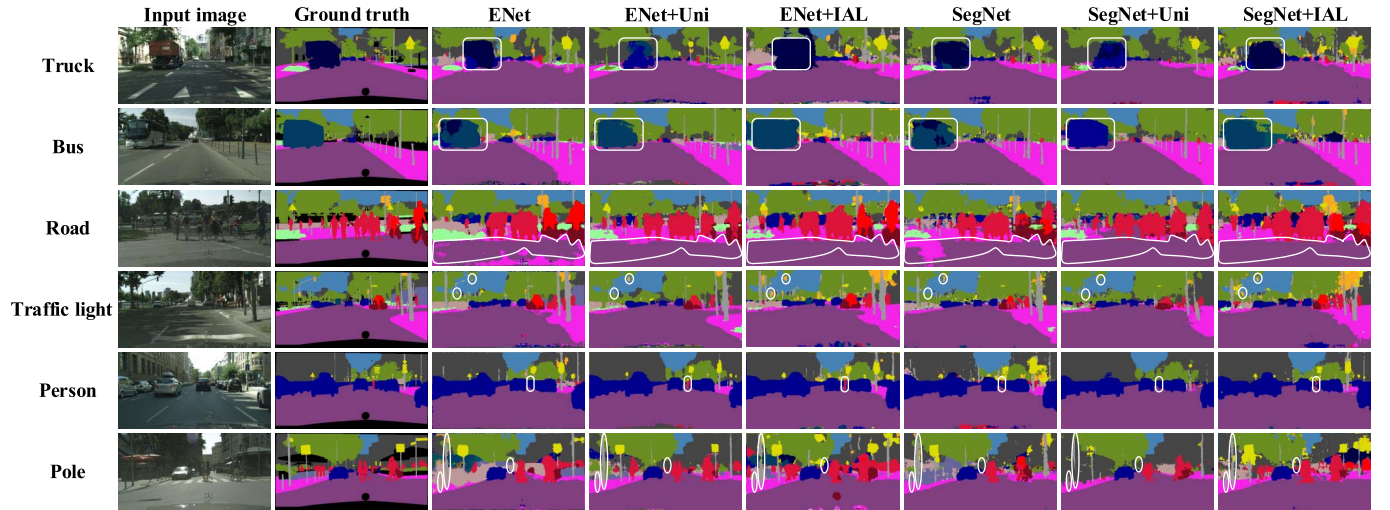 Input image Ground truth ENet ENet+Uni ENet+IAL SegNet SegNet+Uni SegNet+IAL
Truck
Bus
Road
Traffic light
Person
Pole